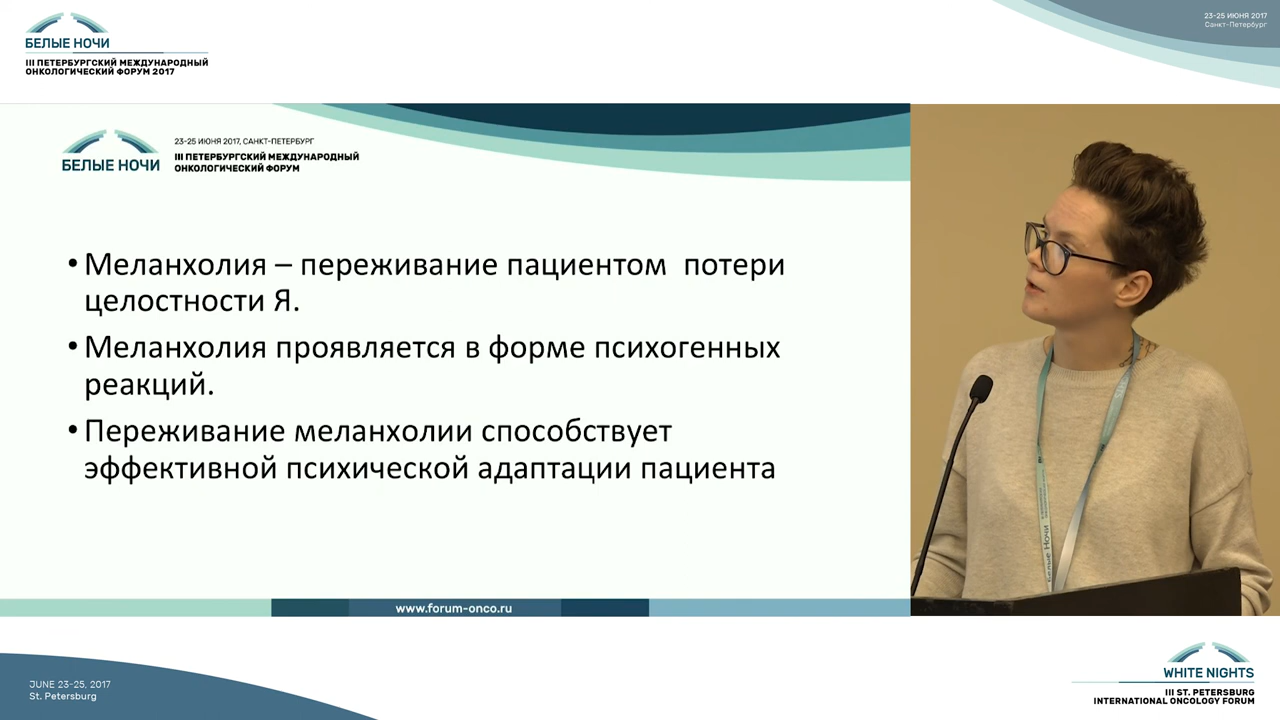 БЕЛЫЕ НОЧИ
III ПЕТЕРБУРГСКИЙ МЕЖДУНАРОДНЫЙ
ОНКОЛОГИЧЕСКИЙ ФОРУМ 2017
23-25 ИЮНЯ 2017
Санкт-Петербург
БЕЛЫЕ НОЧИ
23-25 ИЮНЯ 2017, САНКТ-ПЕТЕРБУРГ
III ПЕТЕРБУРГСКИЙ МЕЖДУНАРОДНЫЙ
ОНКОЛОГИЧЕСКИЙ ФОРУМ
• Меланхолия – переживание пациентом потери
целостности Я.
• Меланхолия проявляется в форме психогенных
реакций.
• Переживание меланхолии способствует
эффективной психической адаптации пациента
www.forum-onco.ru
Белые Ночи
JUNE 23-25, 2017
St. Petersburg
WHITE NIGHTS
III ST. PETERSBURG
INTERNATIONAL ONCOLOGY FORUM